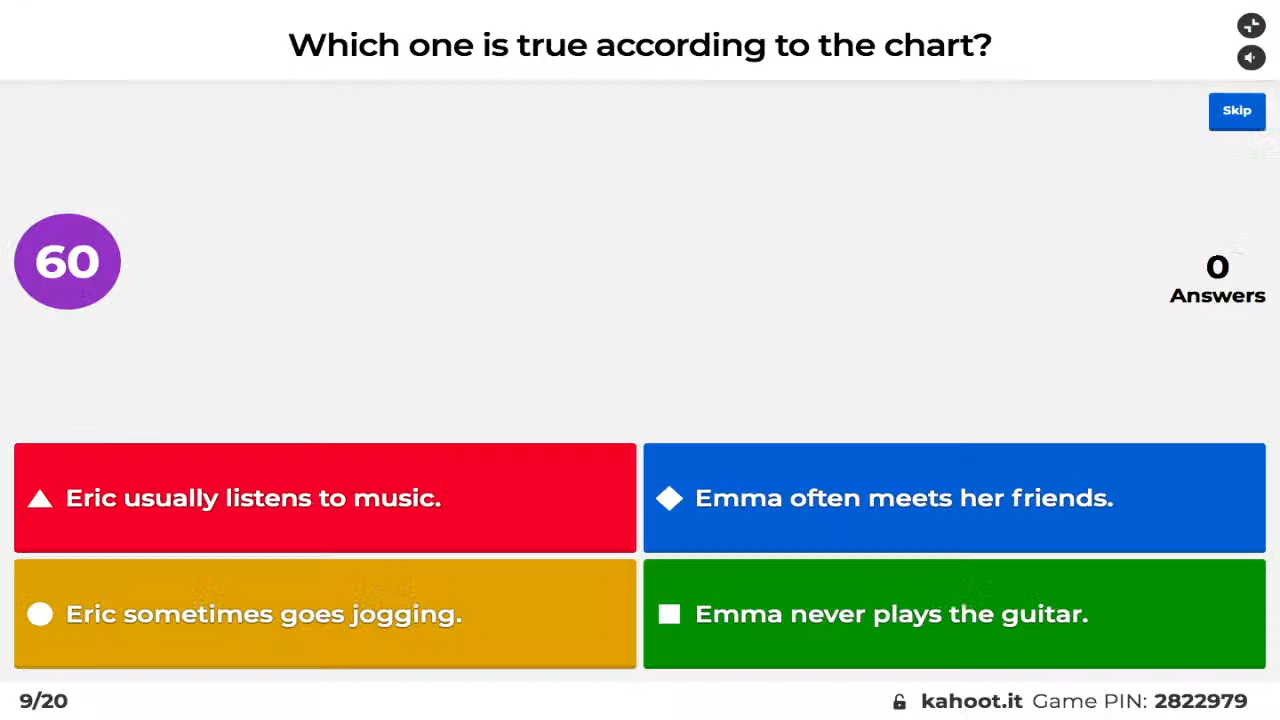 Which one is true according to the chart?
Skip
60
0
Answers
Eric usually listens to music.
Emma often meets her friends.
Eric sometimes goes jogging.
Emma never plays the guitar.
9/20
kahoot.it Game PIN: 2822979